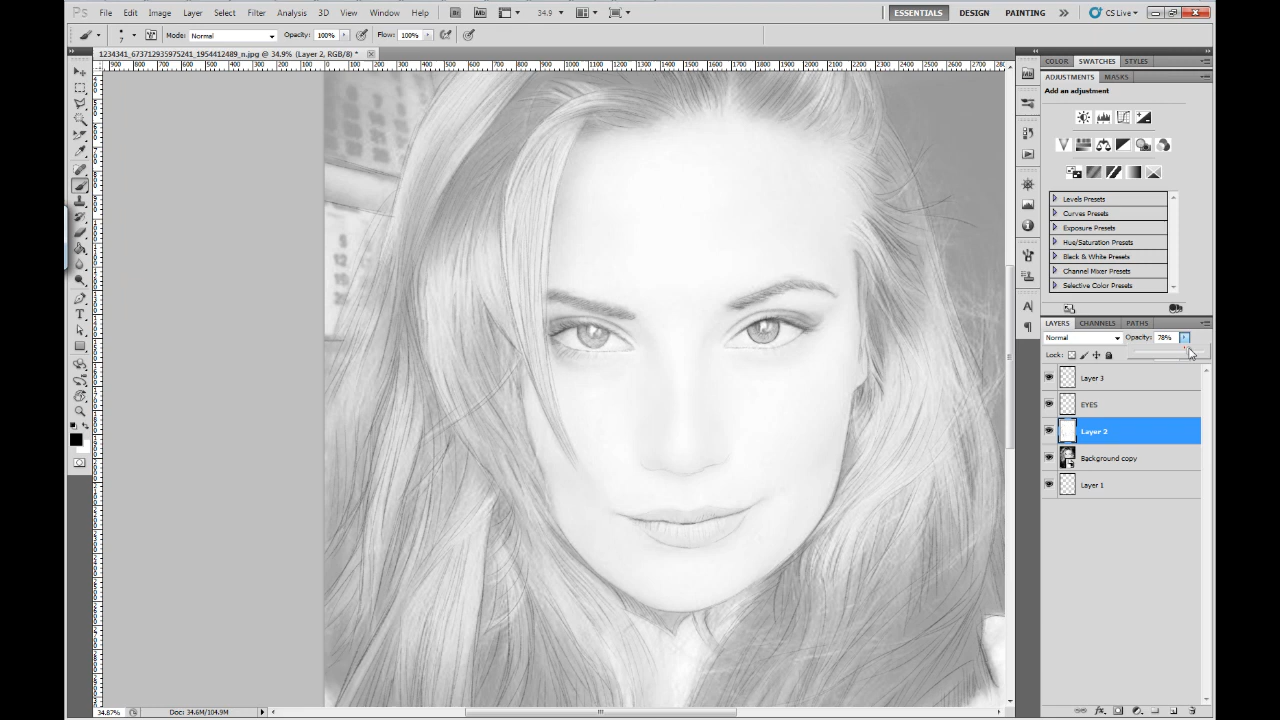 Ps File Edit Image Layer Select Filter Analysis 3D View Window Help Br Mb 34.9 ESSENTIALS DESIGN PAINTING CS Live
7 Mode: Normal Opacity: 100% Flow: 100%
1234341_673712935975241_1954412489_n.jpg @ 34.9% (Layer 2, RGB/8) *
COLOR SWATCHES STYLES
ADJUSTMENTS MASKS
Add an adjustment
Levels Presets
Curves Presets
Exposure Presets
Hue/Saturation Presets
Black & White Presets
Channel Mixer Presets
Selective Color Presets
LAYERS CHANNELS PATHS
Normal Opacity: 78%
Lock:
Layer 3
EYES
Layer 2
Background copy
Layer 1
34.87% Doc: 34.6M/104.9M